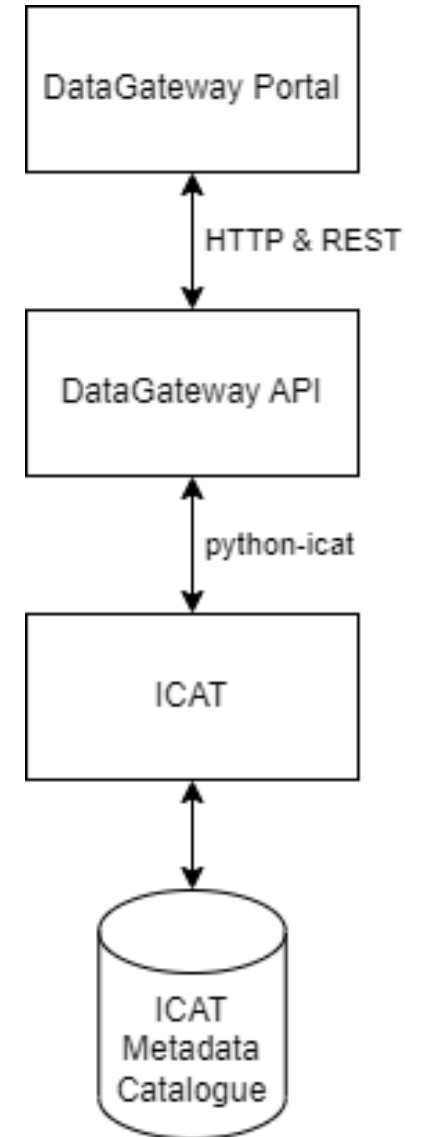 DataGateway Portal
HTTP & REST
DataGateway API
python-icat
ICAT
ICAT
Metadata
Catalogue